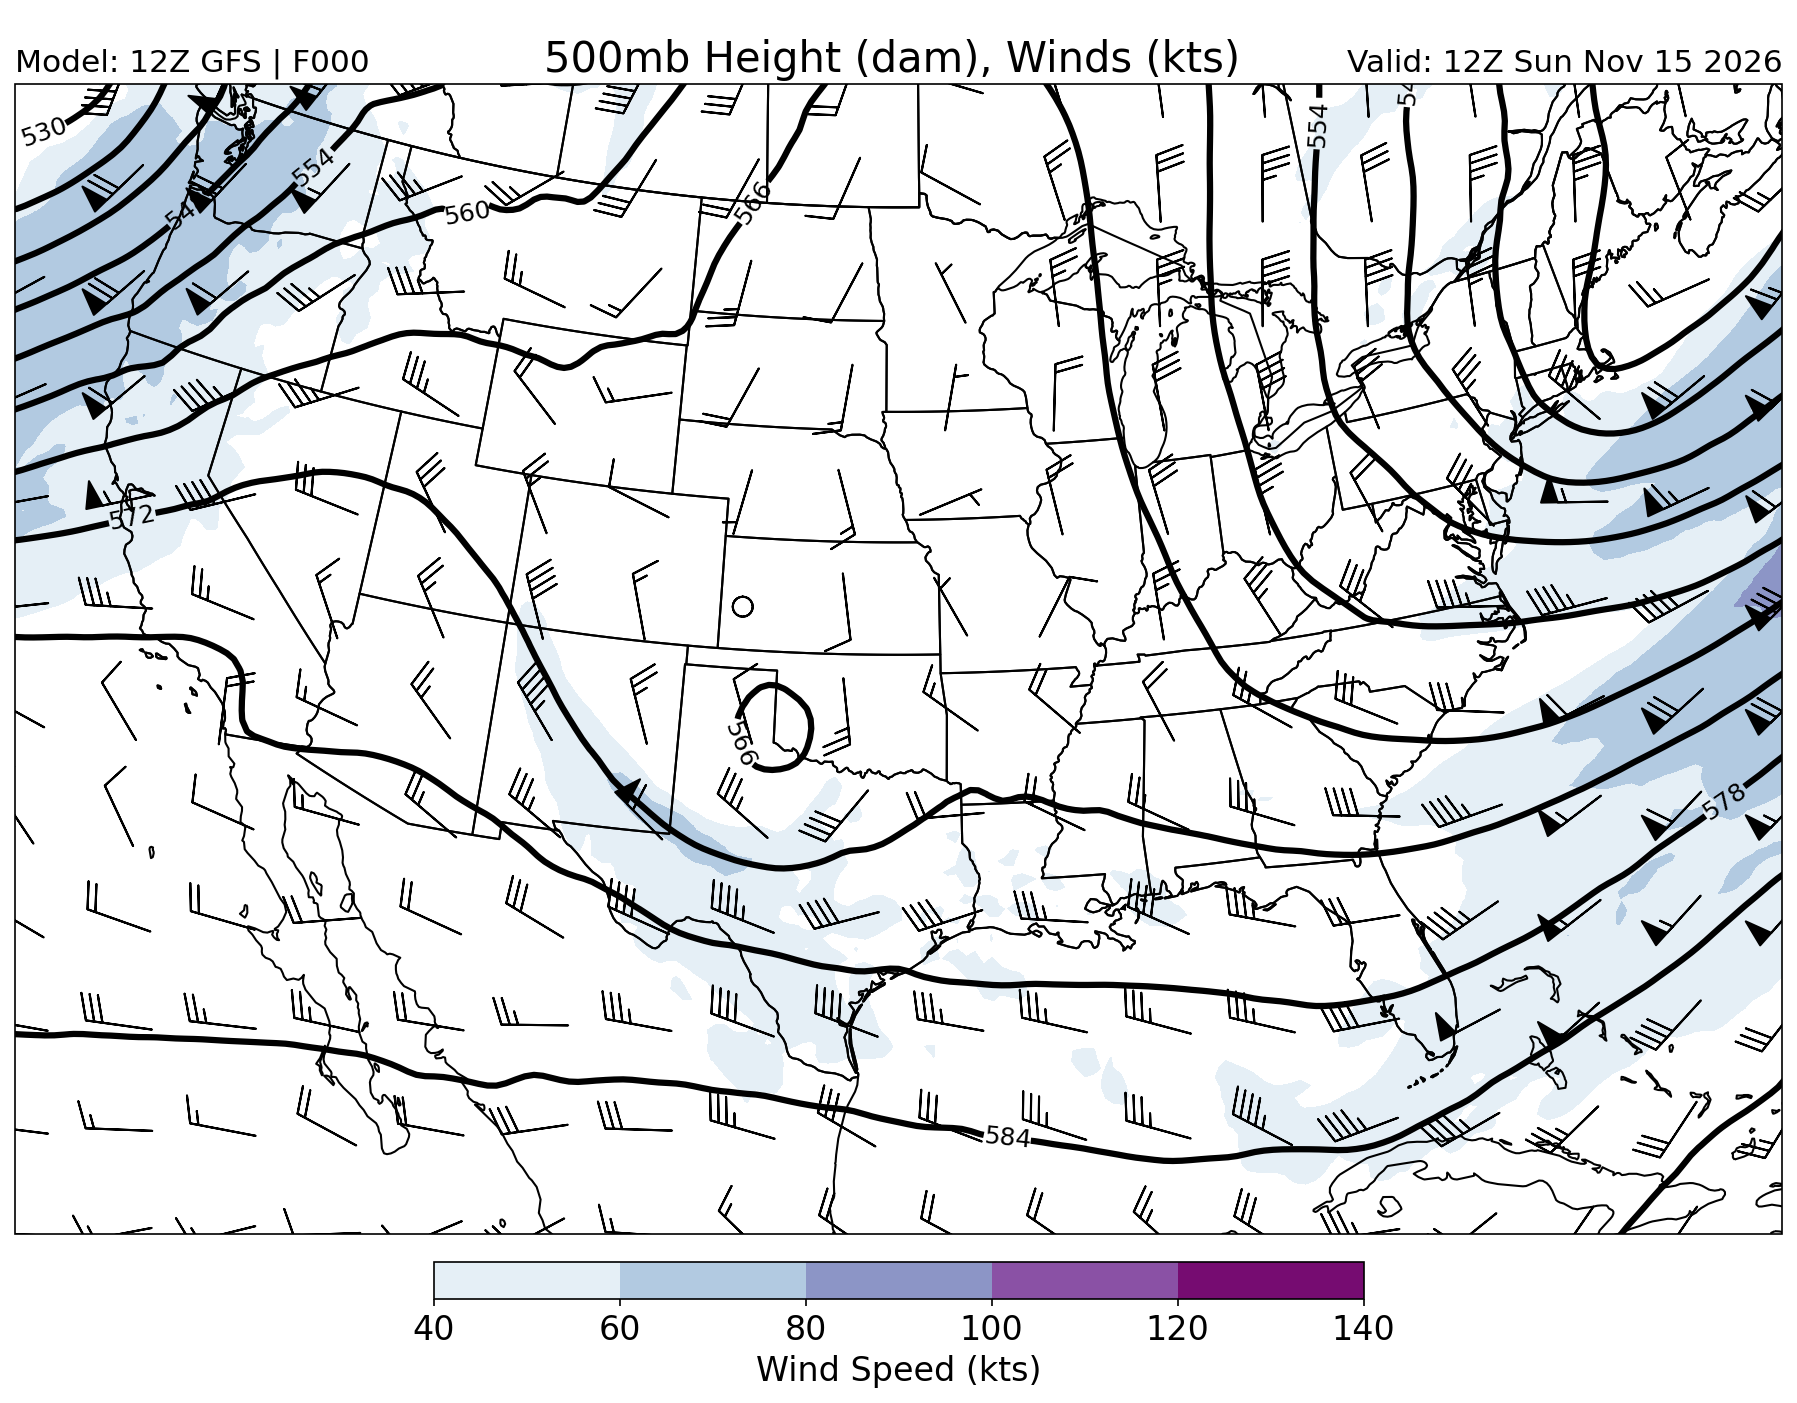 Model: 12Z GFS | F000
500mb Height (dam), Winds (kts)
Valid: 12Z Sun Nov 15 2026
530
554
554
560
566
572
566
578
584
40 60 80 100 120 140
Wind Speed (kts)